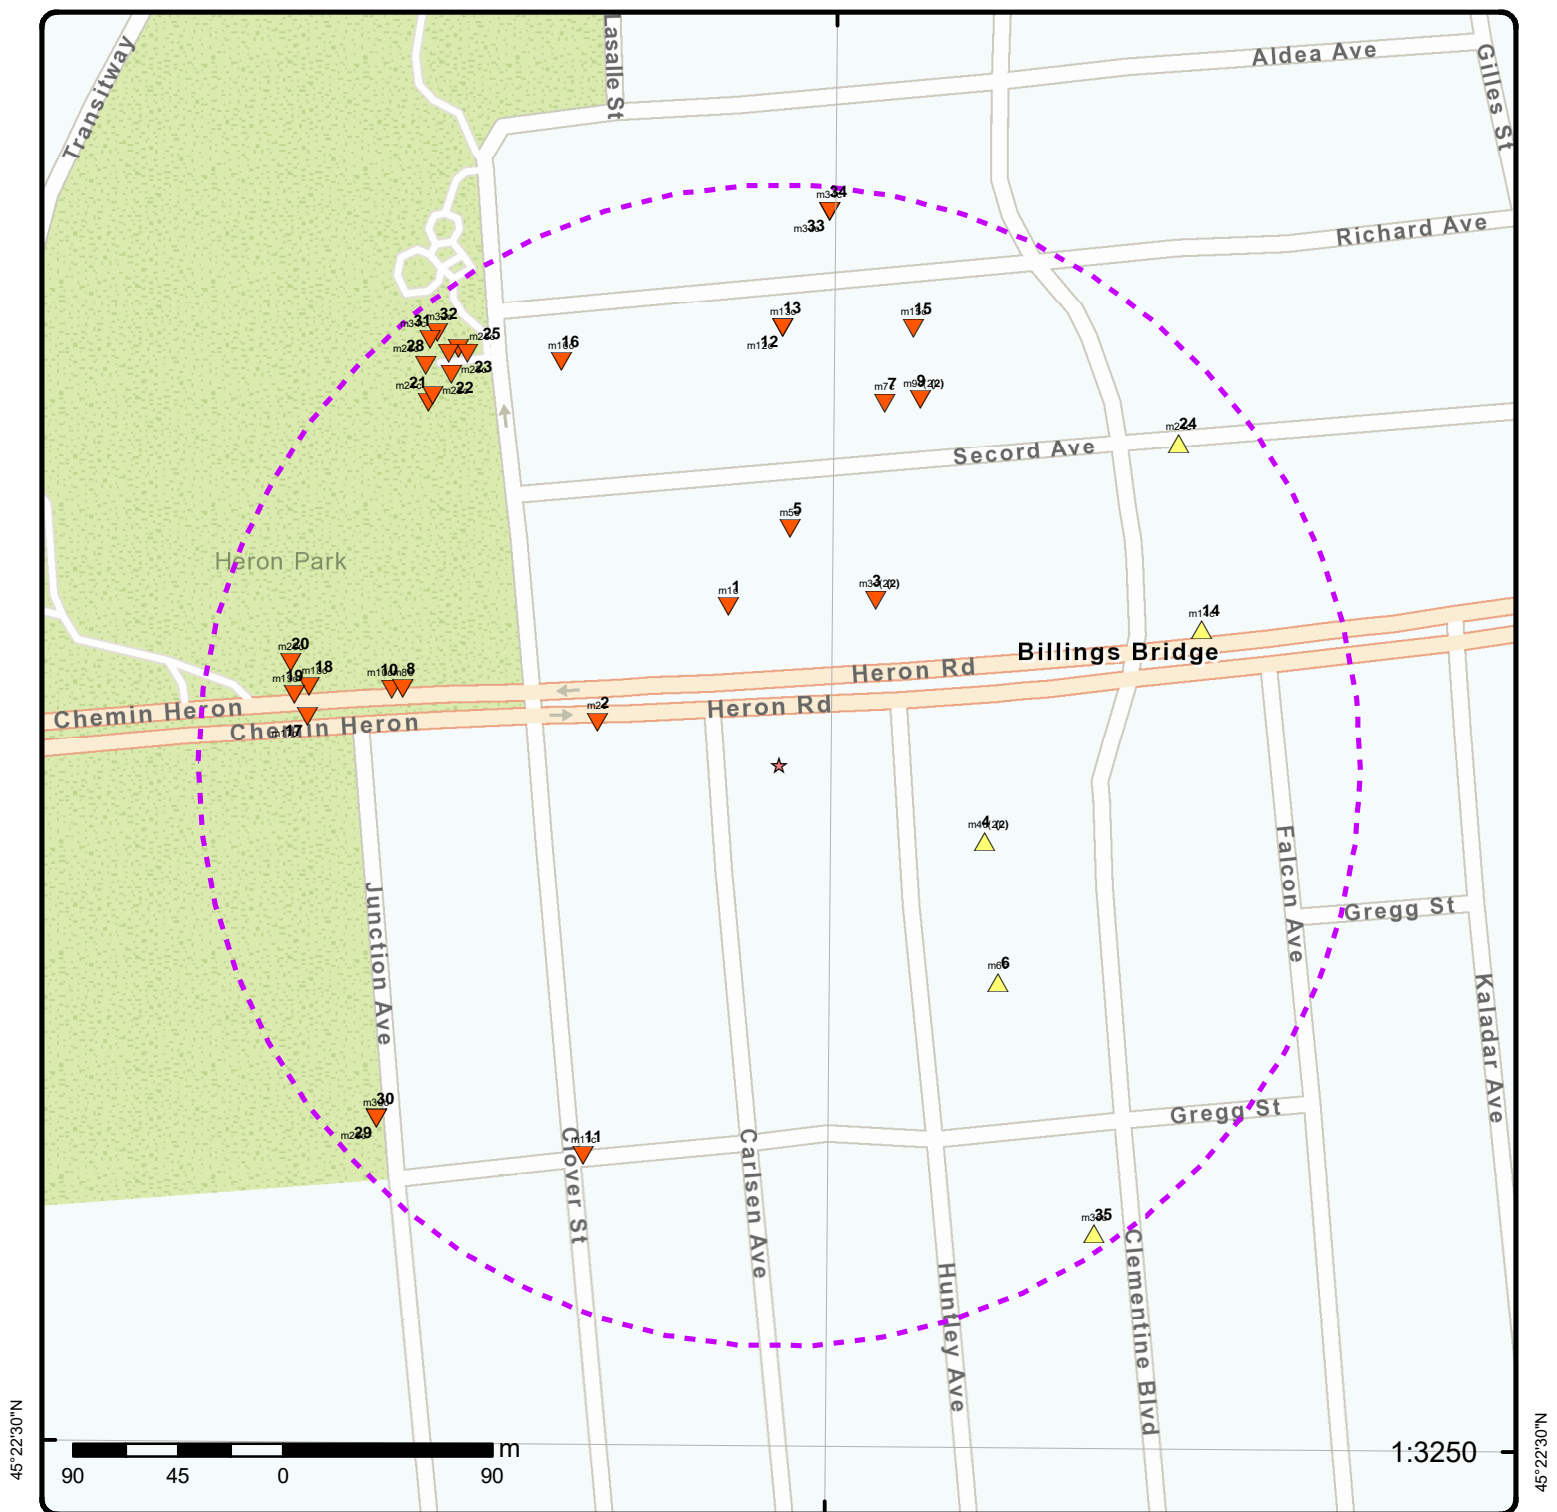 Transitway
Lasalle St
Aldea Ave
Gilles St
34
33
Richard Ave
32
31
13
15
25
28
12
16
23
21
22
7
9 (2)
24
Secord Ave
5
Heron Park
1
3 (2)
14
20
Billings Bridge
18
10
8
19
Heron Rd
2
Heron Rd
Chemin Heron
Chemin Heron
17
4 (2)
Falcon Ave
Junction Ave
Gregg St
6
Kaladar Ave
30
Gregg St
29
11
Clover St
Carlsen Ave
35
Huntley Ave
Clementine Blvd
45°22'30"N
45°22'30"N
m
1:3250
90 45 0 90